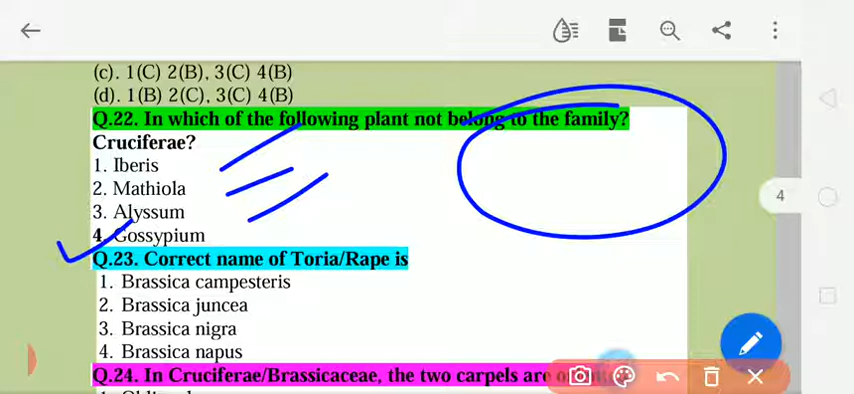 (c). 1(C) 2(B), 3(C) 4(B)
(d). 1(B) 2(C), 3(C) 4(B)
Q.22. In which of the following plant not belong to the family?
Cruciferae?
1. Iberis
2. Mathiola
3. Alyssum
4. Gossypium
4
Q.23. Correct name of Toria/Rape is
1. Brassica campesteris
2. Brassica juncea
3. Brassica nigra
4. Brassica napus
Q.24. In Cruciferae/Brassicaceae, the two carpels are